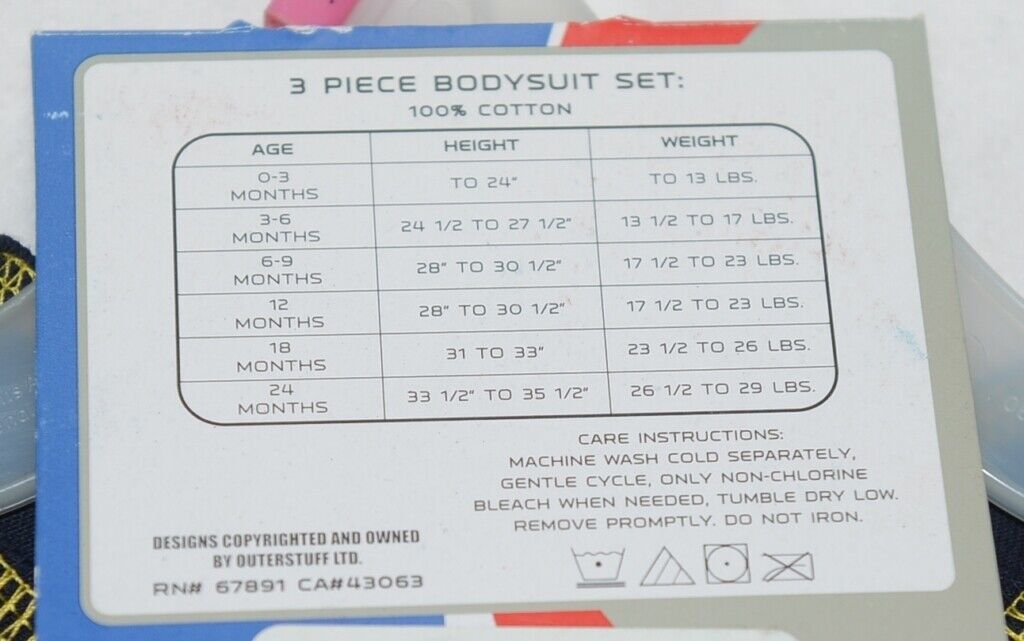 3 PIECE BODYSUIT SET:
100% COTTON
AGE HEIGHT WEIGHT
0-3 MONTHS TO 24" TO 13 LBS.
3-6 MONTHS 24 1/2 TO 27 1/2" 13 1/2 TO 17 LBS.
6-9 MONTHS 28" TO 30 1/2" 17 1/2 TO 23 LBS.
12 MONTHS 28" TO 30 1/2" 17 1/2 TO 23 LBS.
18 MONTHS 31 TO 33" 23 1/2 TO 26 LBS.
24 MONTHS 33 1/2" TO 35 1/2" 26 1/2 TO 29 LBS.
CARE INSTRUCTIONS:
MACHINE WASH COLD SEPARATELY,
GENTLE CYCLE, ONLY NON-CHLORINE
BLEACH WHEN NEEDED, TUMBLE DRY LOW.
REMOVE PROMPTLY. DO NOT IRON.
DESIGNS COPYRIGHTED AND OWNED
BY OUTERSTUFF LTD.
RN# 67891 CA#43063